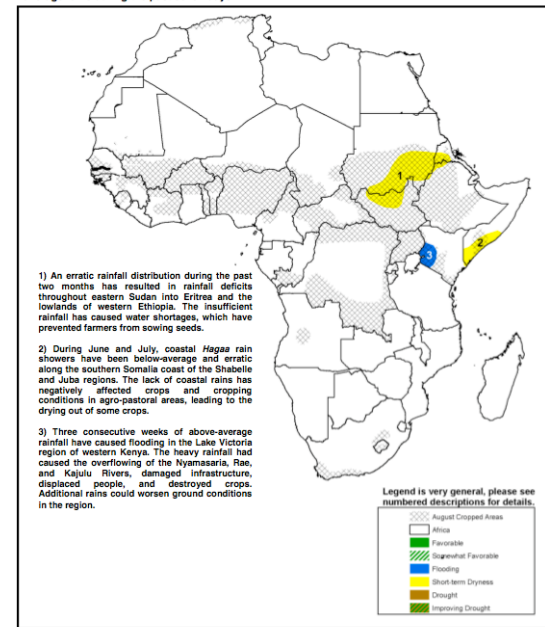 1
2
3
1) An erratic rainfall distribution during the past
two months has resulted in rainfall deficits
throughout eastern Sudan into Eritrea and the
lowlands of western Ethiopia. The insufficient
rainfall has caused water shortages, which have
prevented farmers from sowing seeds.
2) During June and July, coastal Hagaa rain
showers have been below-average and erratic
along the southern Somalia coast of the Shabelle
and Juba regions. The lack of coastal rains has
negatively affected crops and cropping
conditions in agro-pastoral areas, leading to the
drying out of some crops.
3) Three consecutive weeks of above-average
rainfall have caused flooding in the Lake Victoria
region of western Kenya. The heavy rainfall had
caused the overflowing of the Nyamasaria, Rae,
and Kajulu Rivers, damaged infrastructure,
displaced people, and destroyed crops.
Additional rains could worsen ground conditions
in the region.
Legend is very general, please see
numbered descriptions for details.
August Cropped Areas
Africa
Favorable
Somewhat Favorable
Flooding
Short-term Dryness
Drought
Improving Drought